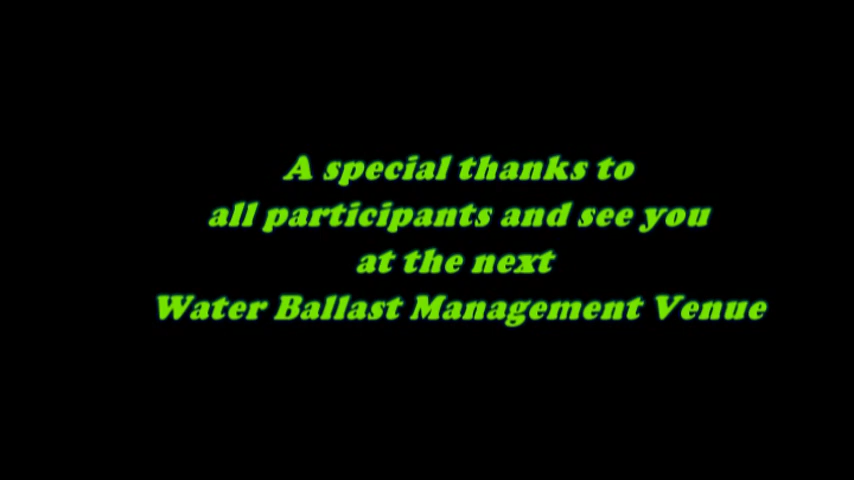 A special thanks to
all participants and see you
at the next
Water Ballast Management Venue